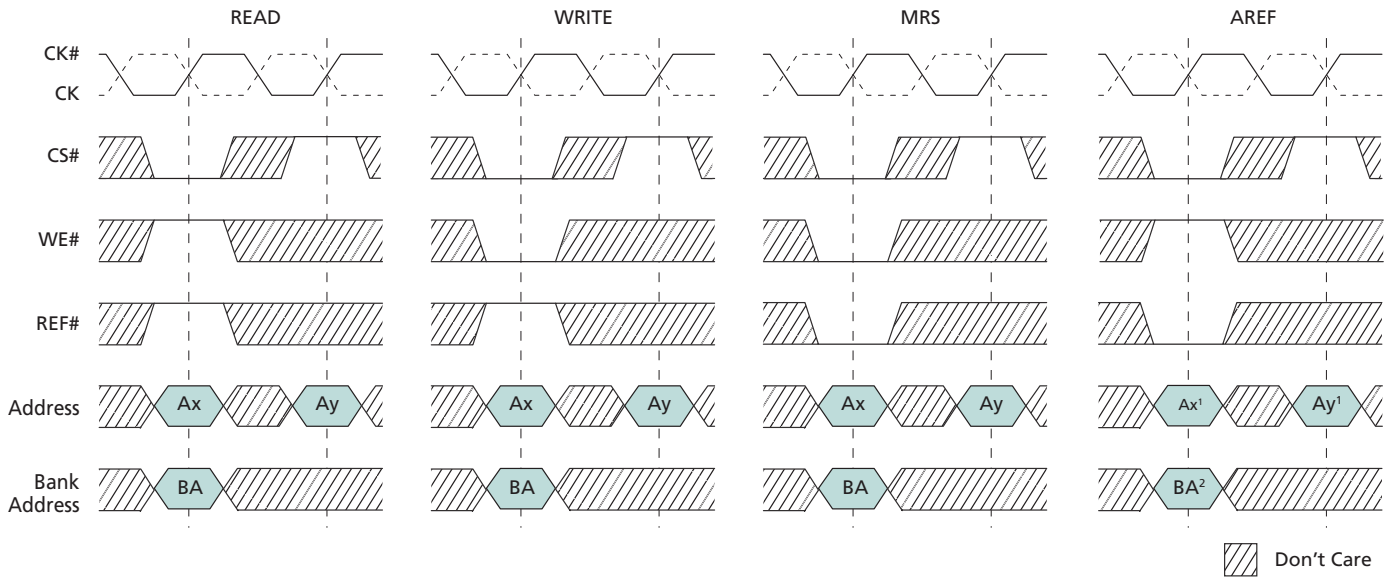 READ WRITE MRS AREF
CK#
CK
CS#
WE#
REF#
Address Ax Ay Ax Ay Ax Ay Ax¹ Ay¹
Bank
Address
BA BA BA BA²
Don't Care